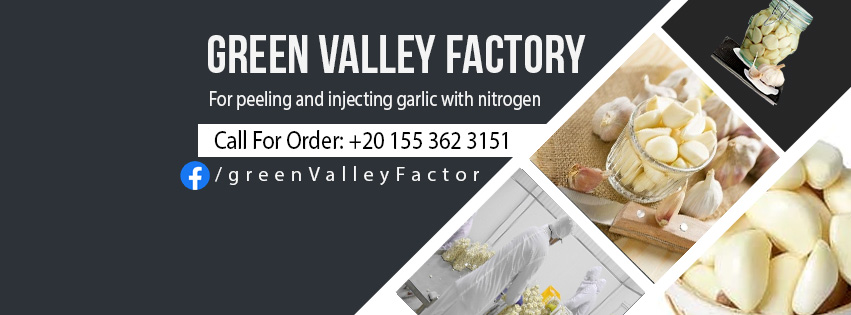 GREEN VALLEY FACTORY
For peeling and injecting garlic with nitrogen
Call For Order: +20 155 362 3151
/greenValleyFactor